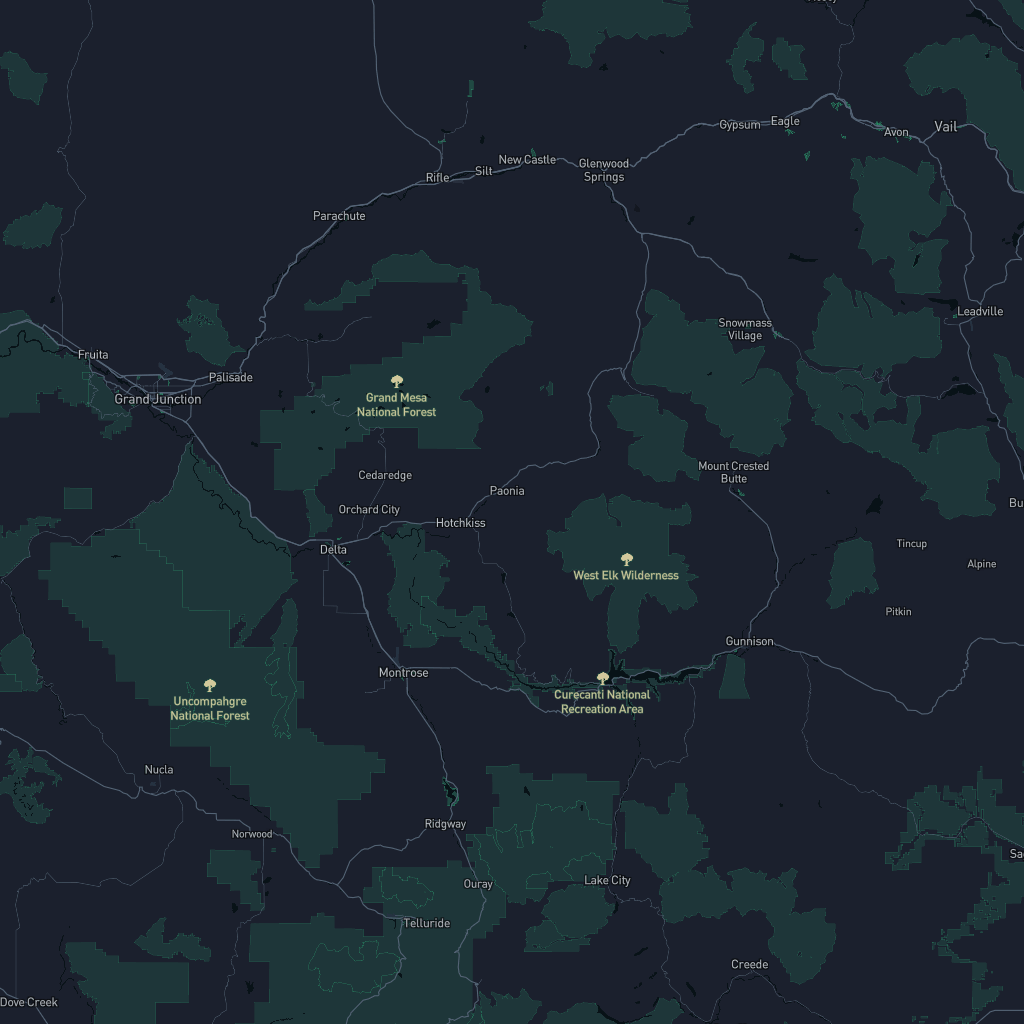 Gypsum
Eagle
Avon
Vail
New Castle
Glenwood
Springs
Silt
Rifle
Parachute
Leadville
Snowmass
Village
Fruita
Palisade
Grand Junction
Grand Mesa
National Forest
Mount Crested
Butte
Cedaredge
Paonia
Orchard City
Hotchkiss
Delta
Tincup
Alpine
West Elk Wilderness
Pitkin
Gunnison
Montrose
Curecanti National
Recreation Area
Uncompahgre
National Forest
Nucla
Ridgway
Norwood
Ouray
Lake City
Telluride
Creede
Dove Creek
Bu
Sa